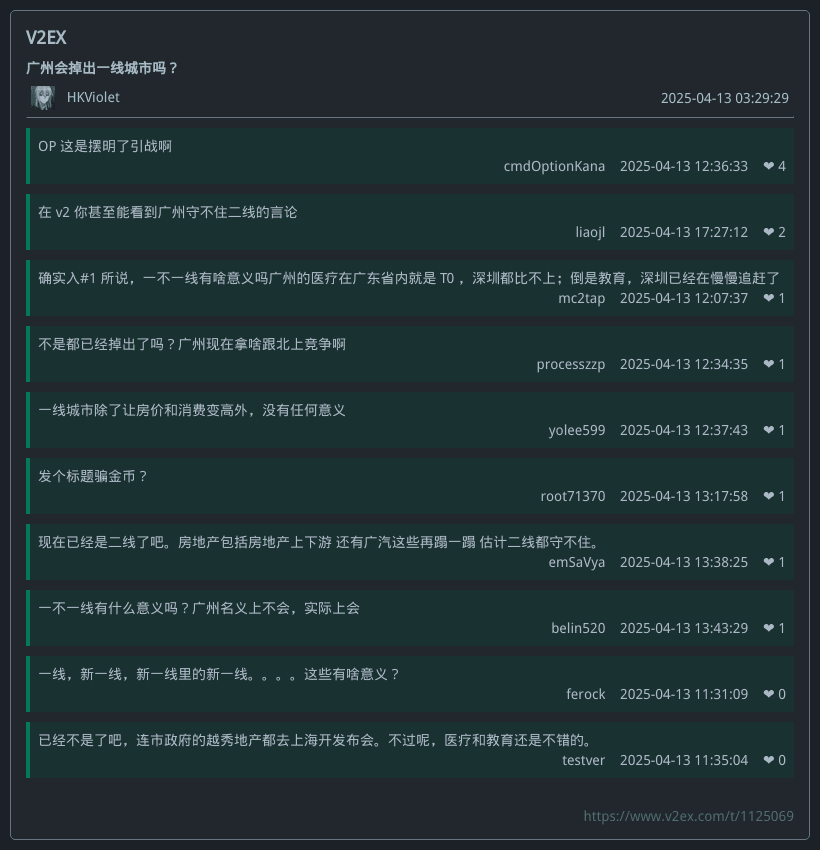 V2EX
广州会掉出一线城市吗？
HKViolet 2025-04-13 03:29:29
OP 这是摆明了引战啊
cmdOptionKana 2025-04-13 12:36:33 ❤ 4
在 v2 你甚至能看到广州守不住二线的言论
liaojl 2025-04-13 17:27:12 ❤ 2
确实入#1 所说，一不一线有啥意义吗广州的医疗在广东省内就是 T0 ，深圳都比不上；倒是教育，深圳已经在慢慢追赶了
mc2tap 2025-04-13 12:07:37 ❤ 1
不是都已经掉出了吗？广州现在拿啥跟北上竞争啊
processzzp 2025-04-13 12:34:35 ❤ 1
一线城市除了让房价和消费变高外，没有任何意义
yolee599 2025-04-13 12:37:43 ❤ 1
发个标题骗金币？
root71370 2025-04-13 13:17:58 ❤ 1
现在已经是二线了吧。房地产包括房地产上下游 还有广汽这些再蹋一蹋 估计二线都守不住。
emSaVya 2025-04-13 13:38:25 ❤ 1
一不一线有什么意义吗？广州名义上不会，实际上会
belin520 2025-04-13 13:43:29 ❤ 1
一线，新一线，新一线里的新一线。。。。这些有啥意义？
ferock 2025-04-13 11:31:09 ❤ 0
已经不是了吧，连市政府的越秀地产都去上海开发布会。不过呢，医疗和教育还是不错的。
testver 2025-04-13 11:35:04 ❤ 0
https://www.v2ex.com/t/1125069